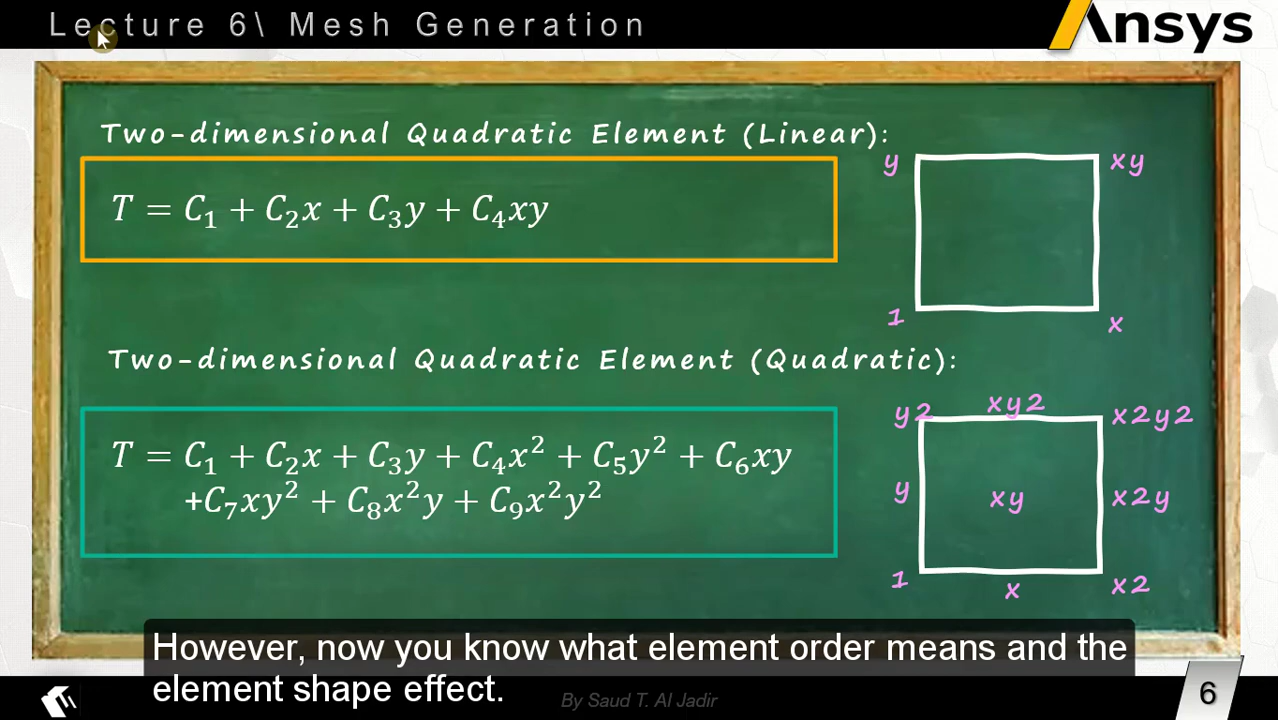 Lecture 6\ Mesh Generation
Ansys
Two-dimensional Quadratic Element (Linear):
T = C₁ + C₂x + C₃y + C₄xy
y
xy
1
x
Two-dimensional Quadratic Element (Quadratic):
T = C₁ + C₂x + C₃y + C₄x² + C₅y² + C₆xy
+C₇xy² + C₈x²y + C₉x²y²
y2
xy2
x2y2
y
xy
x2y
1
x
x2
However, now you know what element order means and the
element shape effect.
By Saud T. Al Jadir
6